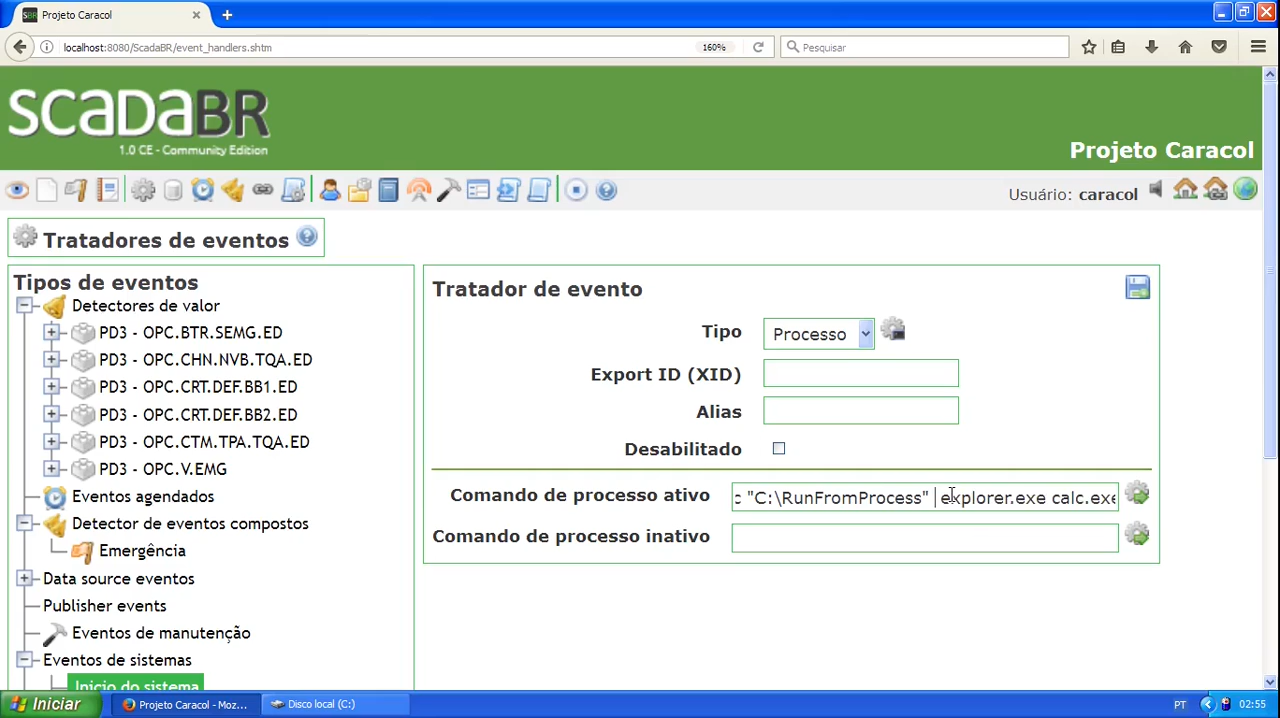 Projeto Caracol
localhost:8080/ScadaBR/event_handlers.shtm
160%
Pesquisar
SCADABR
1.0 CE - Community Edition
Projeto Caracol
Usuário: caracol
Tratadores de eventos
Tipos de eventos
Detectores de valor
PD3 - OPC.BTR.SEMG.ED
PD3 - OPC.CHN.NVB.TQA.ED
PD3 - OPC.CRT.DEF.BB1.ED
PD3 - OPC.CRT.DEF.BB2.ED
PD3 - OPC.CTM.TPA.TQA.ED
PD3 - OPC.V.EMG
Eventos agendados
Detector de eventos compostos
Emergência
Data source eventos
Publisher events
Eventos de manutenção
Eventos de sistemas
Inicio do sistema
Tratador de evento
Tipo
Processo
Export ID (XID)
Alias
Desabilitado
Comando de processo ativo
c "C:\RunFromProcess" explorer.exe calc.exe
Comando de processo inativo
Iniciar
Projeto Caracol - Moz...
Disco local (C:)
PT
02:55